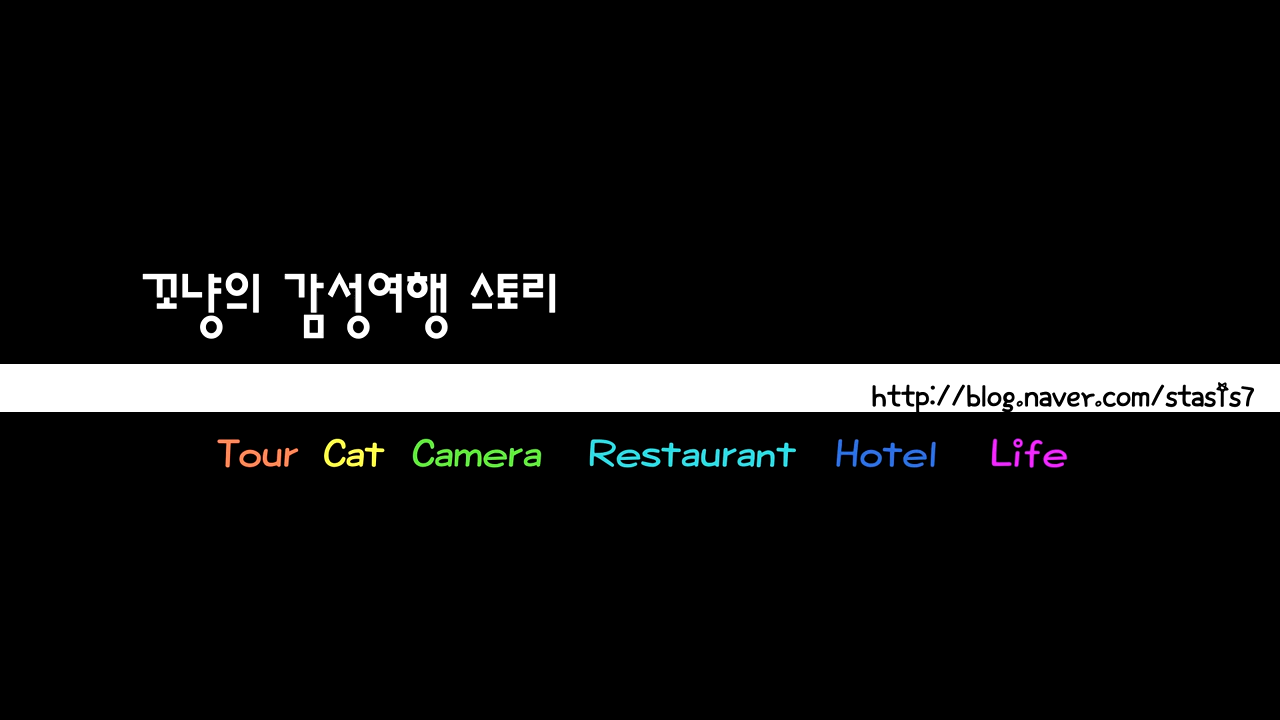 꼬냥의 감성여행 스토리
http://blog.naver.com/stasis7
Tour Cat Camera Restaurant Hotel Life